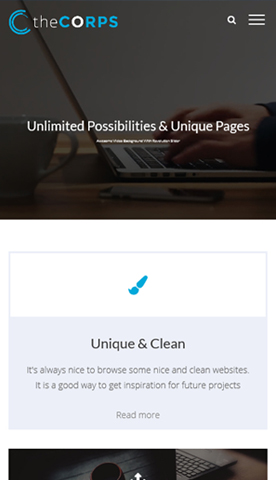 theCORPS
Unlimited Possibilities & Unique Pages
Awesome Video Background With Revolution Slider
Unique & Clean
It's always nice to browse some nice and clean websites.
It is a good way to get inspiration for future projects
Read more